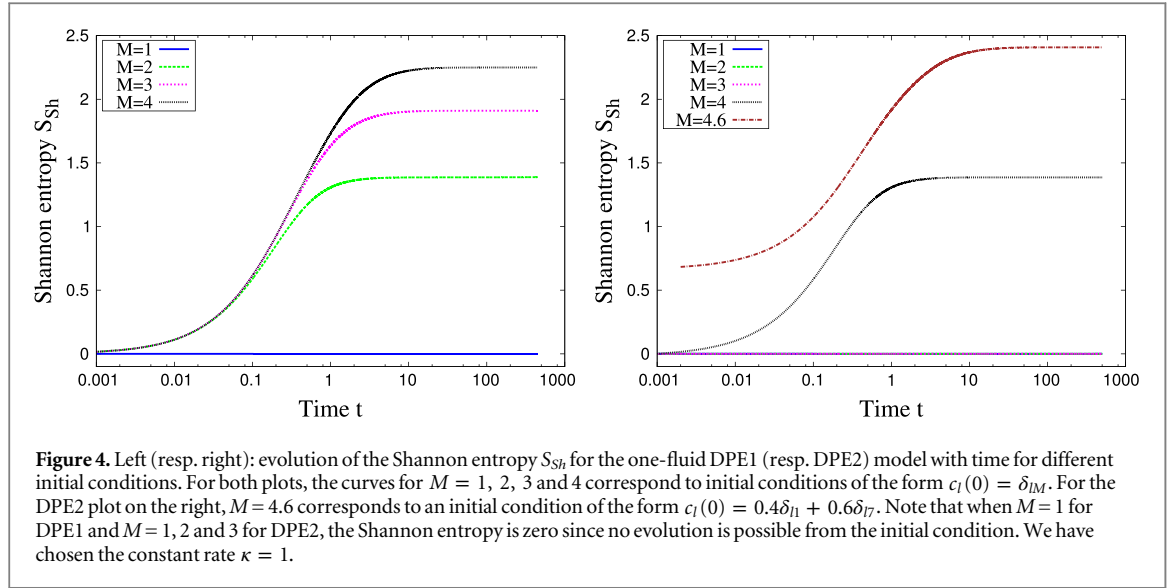 2.5
2
1.5
1
0.5
0
0.001
0.01
0.1
1
10
100
1000
Shannon entropy S_Sh
Time t
M=1
M=2
M=3
M=4
2.5
2
1.5
1
0.5
0
0.001
0.01
0.1
1
10
100
1000
Shannon entropy S_Sh
Time t
M=1
M=2
M=3
M=4
M=4.6
Figure 4. Left (resp. right): evolution of the Shannon entropy S_Sh for the one-fluid DPE1 (resp. DPE2) model with time for different
initial conditions. For both plots, the curves for M = 1, 2, 3 and 4 correspond to initial conditions of the form c_l(0) = δ_lM. For the
DPE2 plot on the right, M = 4.6 corresponds to an initial condition of the form c_l(0) = 0.4δ_l1 + 0.6δ_l7. Note that when M = 1 for
DPE1 and M = 1, 2 and 3 for DPE2, the Shannon entropy is zero since no evolution is possible from the initial condition. We have
chosen the constant rate κ = 1.